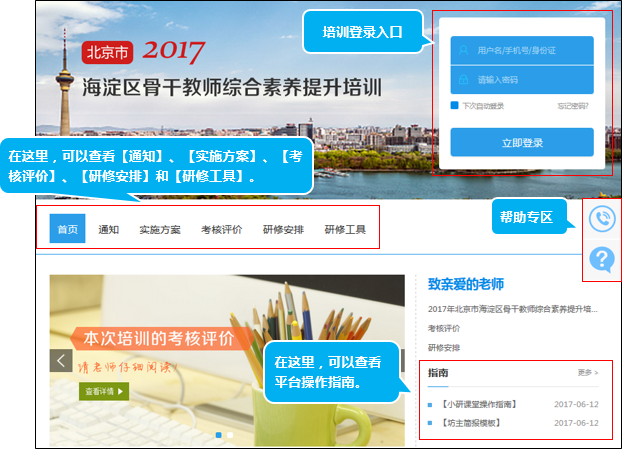 培训登录入口
北京市 2017
海淀区骨干教师综合素养提升培训
用户名/手机号/身份证
请输入密码
下次自动登录 忘记密码?
立即登录
在这里，可以查看【通知】、【实施方案】、【考
核评价】、【研修安排】和【研修工具】。
帮助专区
首页 通知 实施方案 考核评价 研修安排 研修工具
本次培训的考核评价
请老师仔细阅读
查看详情
致亲爱的老师
2017年北京市海淀区骨干教师综合素养提升培...
考核评价
研修安排
在这里，可以查看
平台操作指南。
指南 更多 >
【小研课堂操作指南】 2017-06-12
【坊主简报模板】 2017-06-12